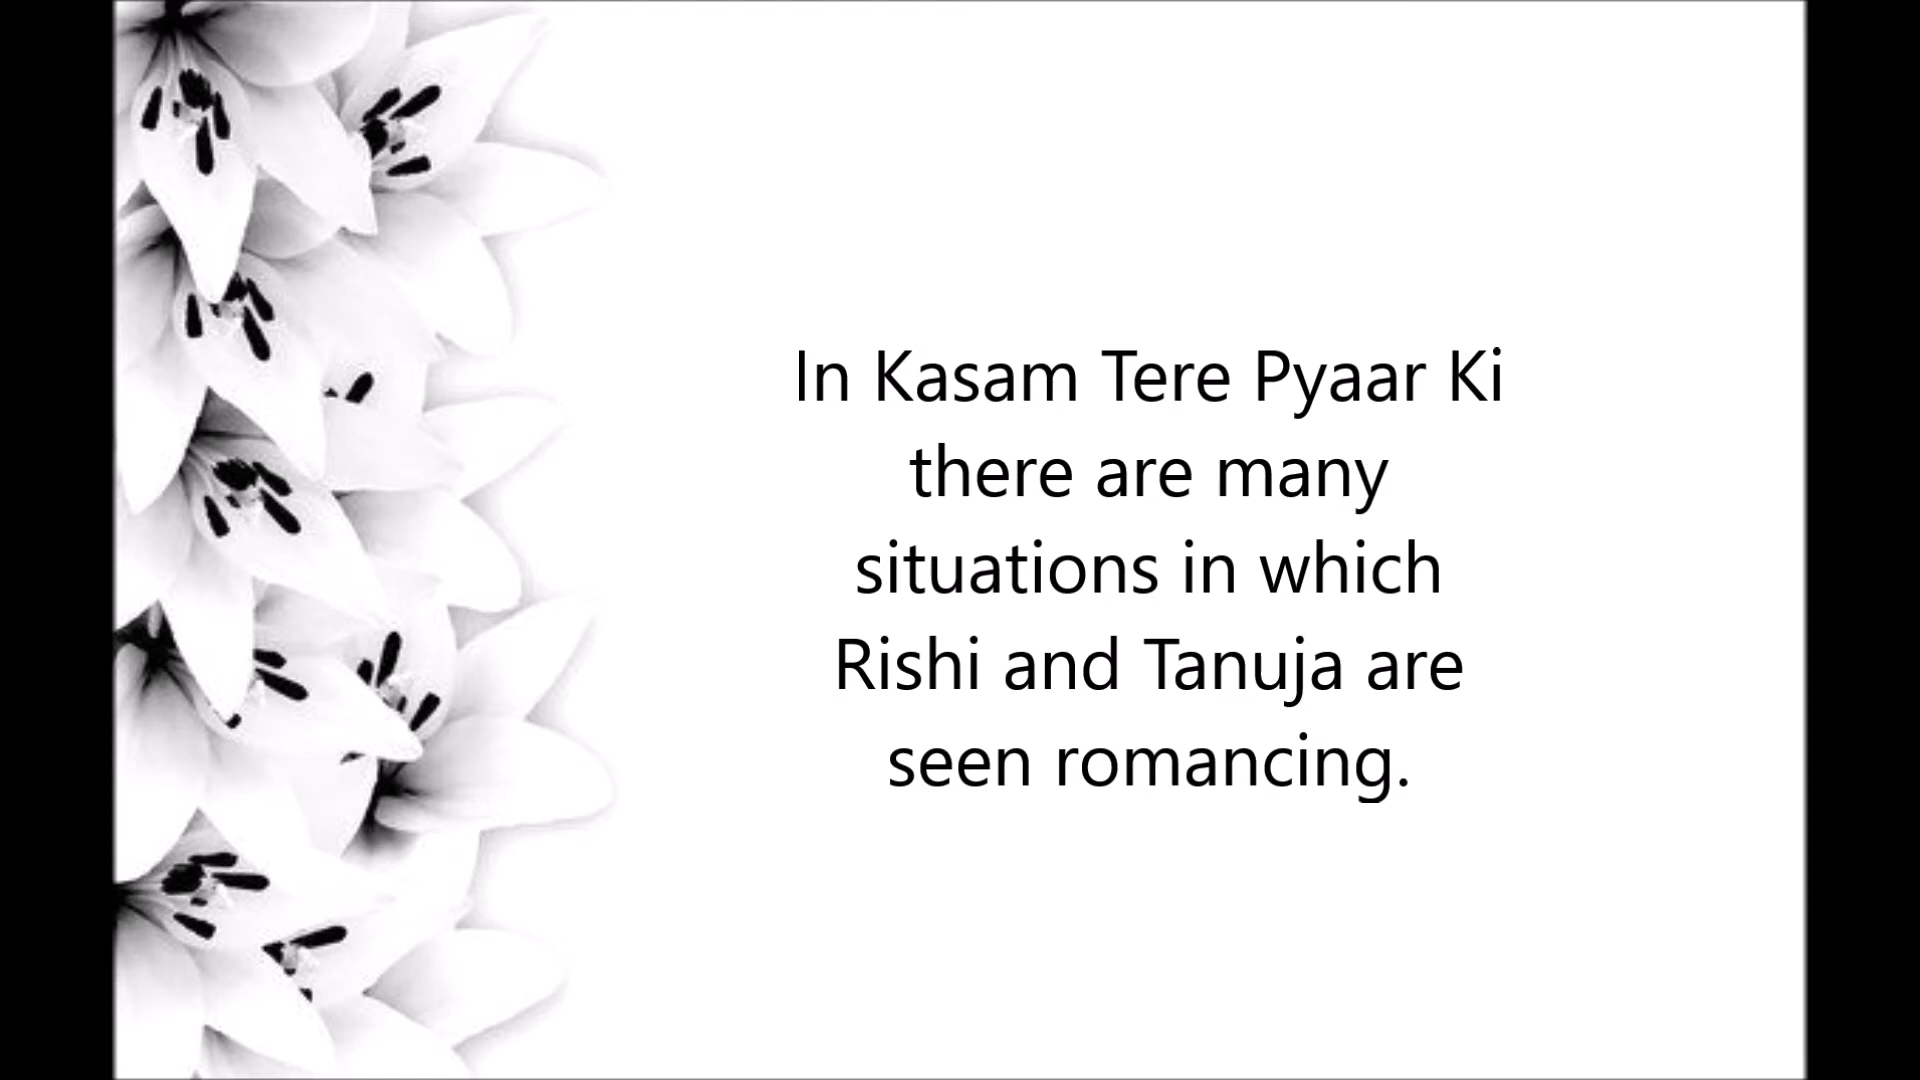 In Kasam Tere Pyaar Ki
there are many
situations in which
Rishi and Tanuja are
seen romancing.